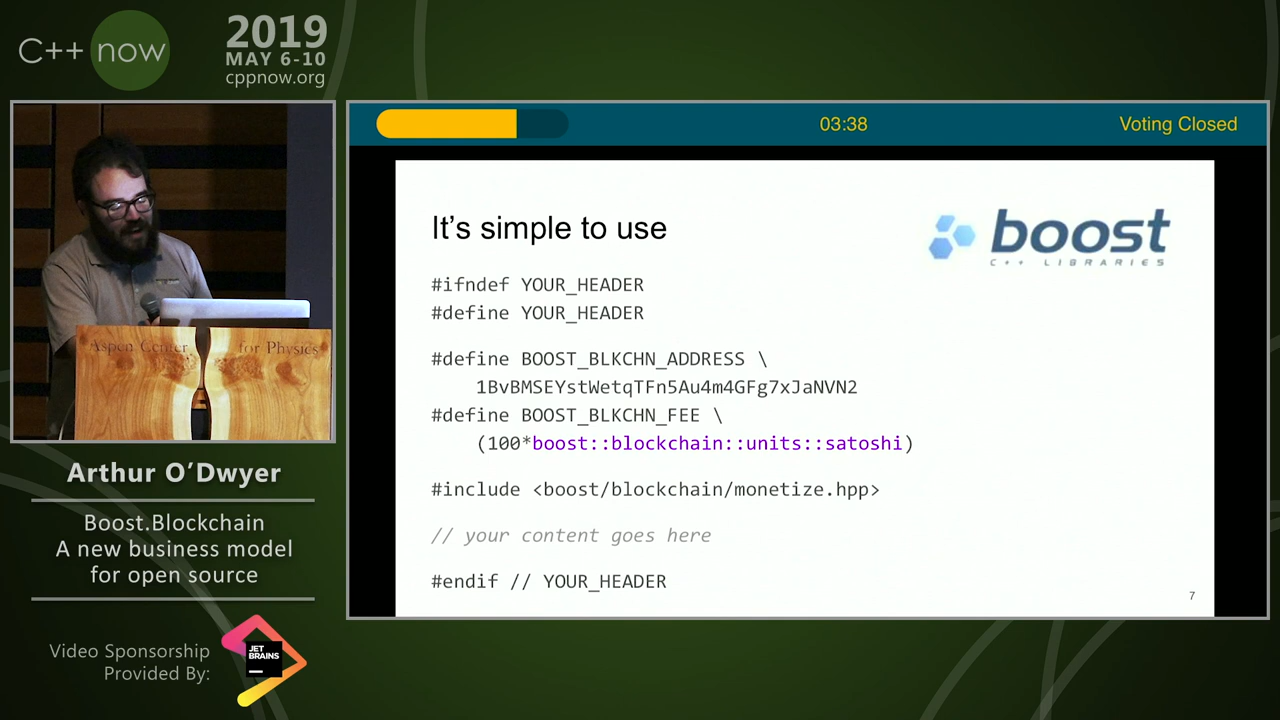 C++ now
2019
MAY 6-10
cppnow.org
Aspen Center for Physics
Arthur O’Dwyer
Boost.Blockchain
A new business model
for open source
Video Sponsorship
Provided By:
JET
BRAINS
03:38
Voting Closed
It’s simple to use
boost
C++ LIBRARIES
#ifndef YOUR_HEADER
#define YOUR_HEADER
#define BOOST_BLKCHN_ADDRESS \
1BvBMSEYstWetqTFn5Au4m4GFg7xJaNVN2
#define BOOST_BLKCHN_FEE \
(100*boost::blockchain::units::satoshi)
#include <boost/blockchain/monetize.hpp>
// your content goes here
#endif // YOUR_HEADER
7